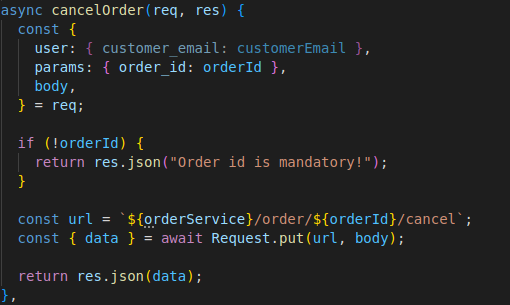 async cancelOrder(req, res) {
  const {
    user: { customer_email: customerEmail },
    params: { order_id: orderId },
    body,
  } = req;

  if (!orderId) {
    return res.json("Order id is mandatory!");
  }

  const url = `${orderService}/order/${orderId}/cancel`;
  const { data } = await Request.put(url, body);

  return res.json(data);
},